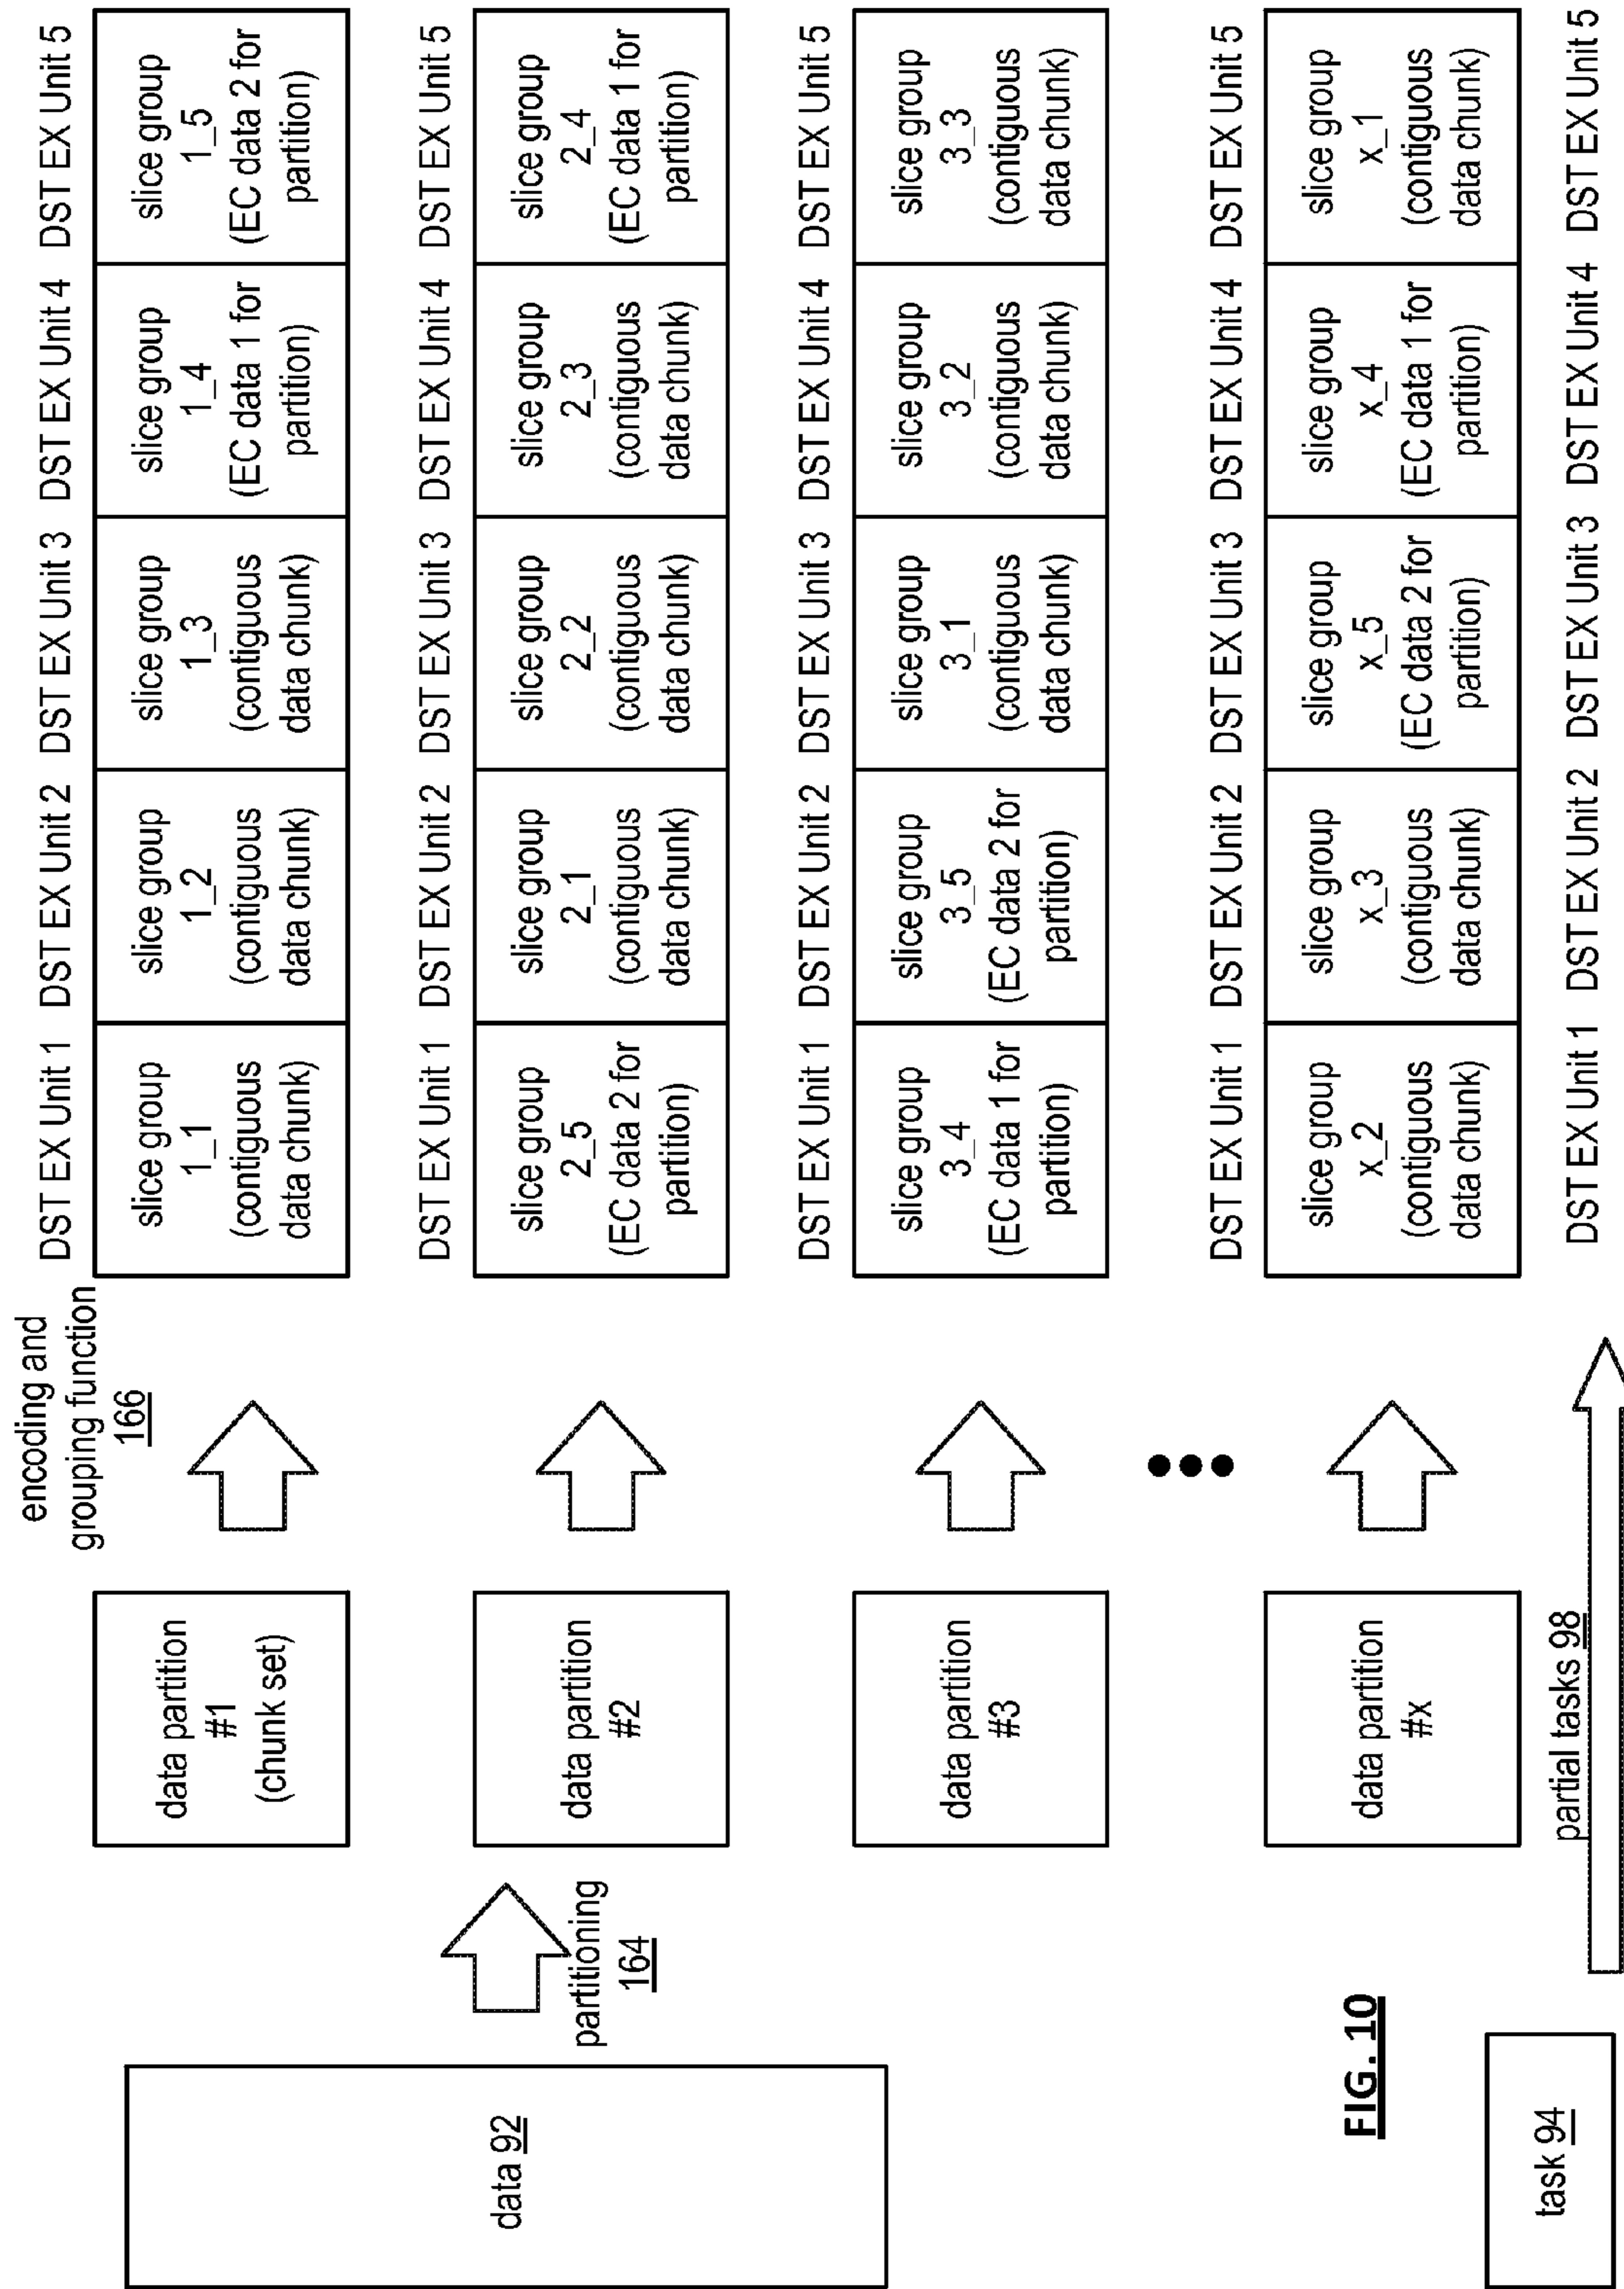 data 92
partitioning
164
data partition
#1
(chunk set)
data partition
#2
data partition
#3
data partition
#x
encoding and
grouping function
166
DST EX Unit 1
DST EX Unit 2
DST EX Unit 3
DST EX Unit 4
DST EX Unit 5
slice group
1_1
(contiguous
data chunk)
slice group
1_2
(contiguous
data chunk)
slice group
1_3
(contiguous
data chunk)
slice group
1_4
(EC data 1 for
partition)
slice group
1_5
(EC data 2 for
partition)
DST EX Unit 1
DST EX Unit 2
DST EX Unit 3
DST EX Unit 4
DST EX Unit 5
slice group
2_5
(EC data 2 for
partition)
slice group
2_1
(contiguous
data chunk)
slice group
2_2
(contiguous
data chunk)
slice group
2_3
(contiguous
data chunk)
slice group
2_4
(EC data 1 for
partition)
DST EX Unit 1
DST EX Unit 2
DST EX Unit 3
DST EX Unit 4
DST EX Unit 5
slice group
3_4
(EC data 1 for
partition)
slice group
3_5
(EC data 2 for
partition)
slice group
3_1
(contiguous
data chunk)
slice group
3_2
(contiguous
data chunk)
slice group
3_3
(contiguous
data chunk)
DST EX Unit 1
DST EX Unit 2
DST EX Unit 3
DST EX Unit 4
DST EX Unit 5
slice group
x_2
(contiguous
data chunk)
slice group
x_3
(contiguous
data chunk)
slice group
x_5
(EC data 2 for
partition)
slice group
x_4
(EC data 1 for
partition)
slice group
x_1
(contiguous
data chunk)
FIG. 10
task 94
partial tasks 98
DST EX Unit 1
DST EX Unit 2
DST EX Unit 3
DST EX Unit 4
DST EX Unit 5